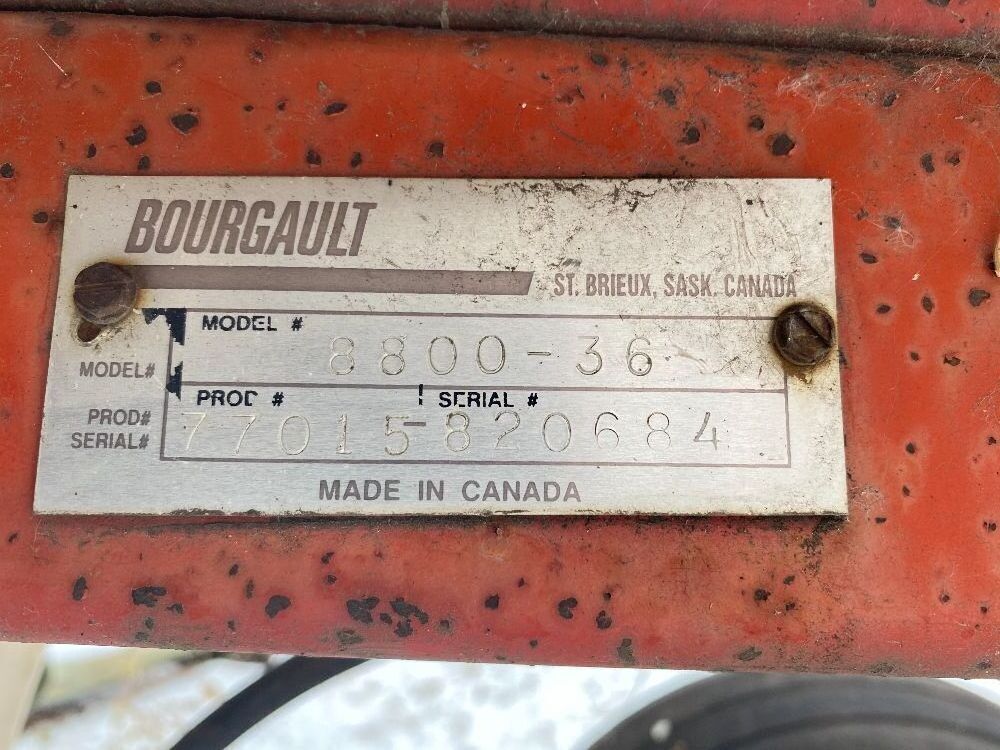 BOURGAULT
ST. BRIEUX, SASK. CANADA
MODEL #
MODEL# 8800-36
PROD # SERIAL #
PROD# SERIAL# 77015-820684
MADE IN CANADA